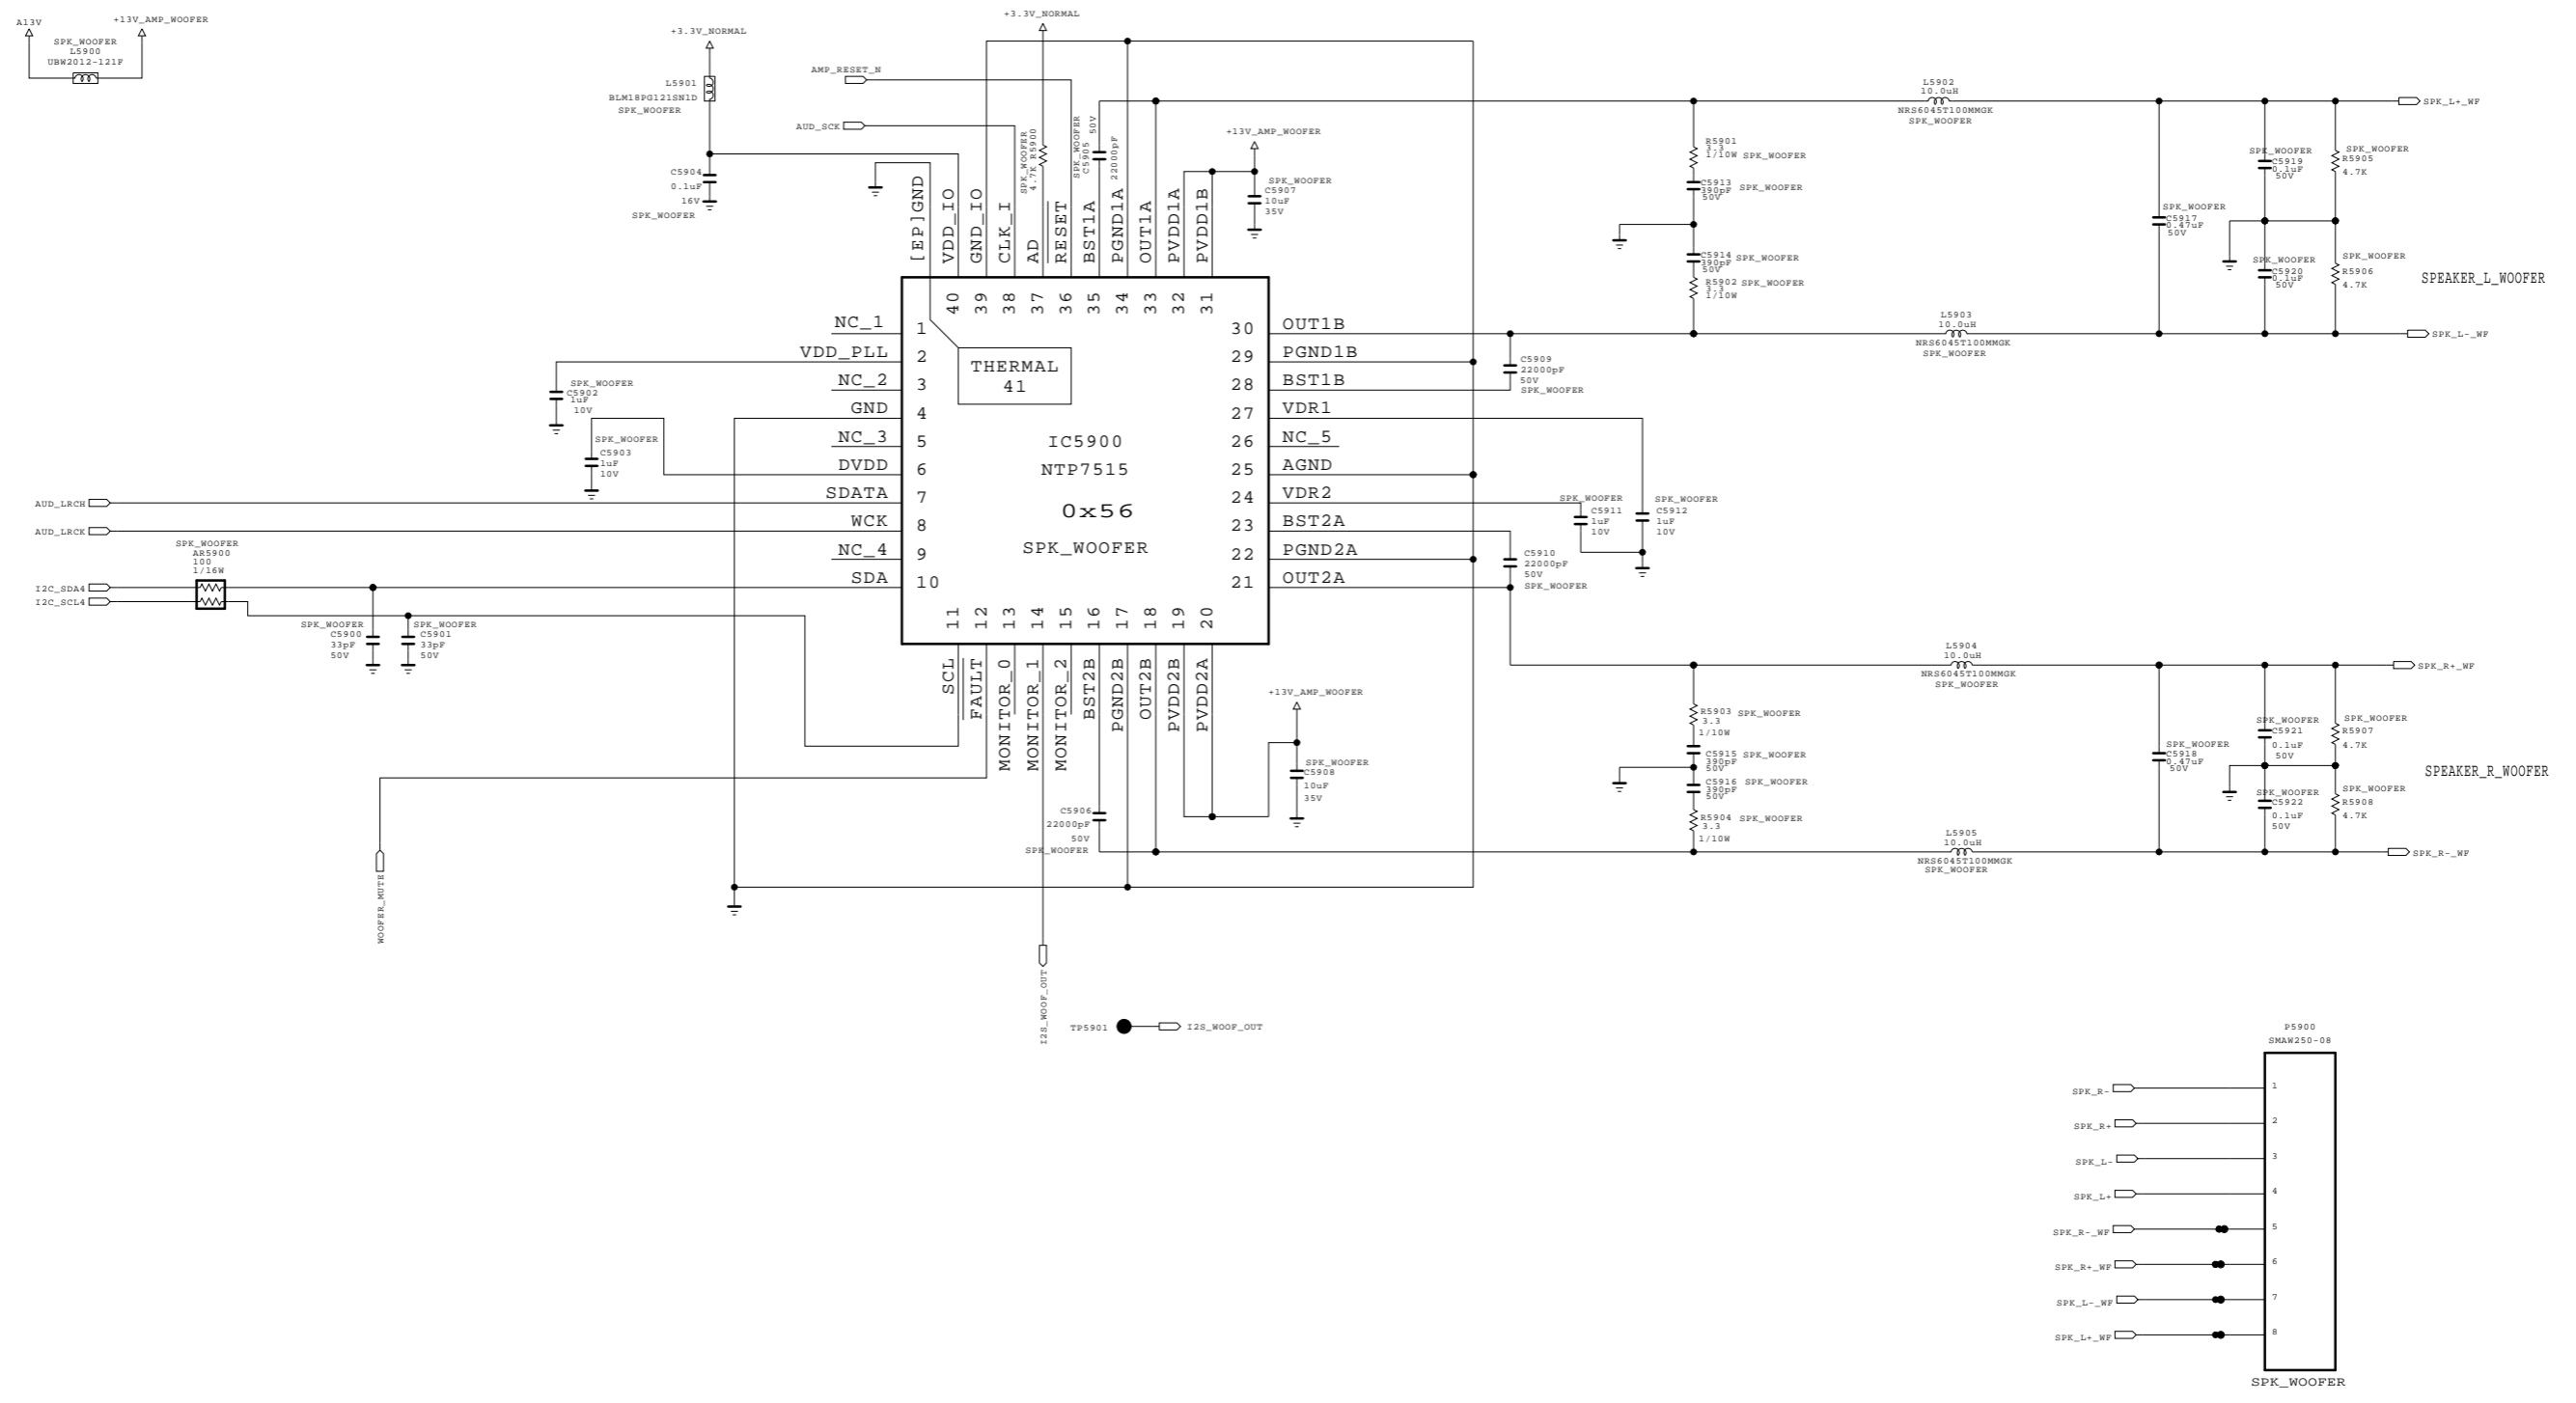 A13V
+13V_AMP_WOOFER
SPK_WOOFER
L5900
UBW2012-121F
+3.3V_NORMAL
L5901
BLM18PG121SN1D
SPK_WOOFER
C5904
0.1uF
16V
SPK_WOOFER
+3.3V_NORMAL
AMP_RESET_N
AUD_SCK
SPK_WOOFER
4.7K R5900
SPK_WOOFER
C5905 50V
22000pF
+13V_AMP_WOOFER
SPK_WOOFER
C5907
10uF
35V
[EP]GND
VDD_IO
GND_IO
CLK_I
AD
RESET
BST1A
PGND1A
OUT1A
PVDD1A
PVDD1B
40
39
38
37
36
35
34
33
32
31
NC_1
1
VDD_PLL
2
NC_2
3
GND
4
NC_3
5
DVDD
6
SDATA
7
WCK
8
NC_4
9
SDA
10
THERMAL
41
IC5900
NTP7515
0x56
SPK_WOOFER
30
OUT1B
29
PGND1B
28
BST1B
27
VDR1
26
NC_5
25
AGND
24
VDR2
23
BST2A
22
PGND2A
21
OUT2A
11
12
13
14
15
16
17
18
19
20
SCL
FAULT
MONITOR_0
MONITOR_1
MONITOR_2
BST2B
PGND2B
OUT2B
PVDD2B
PVDD2A
SPK_WOOFER
C5902
1uF
10V
SPK_WOOFER
C5903
1uF
10V
AUD_LRCH
AUD_LRCK
SPK_WOOFER
AR5900
100
1/16W
I2C_SDA4
I2C_SCL4
SPK_WOOFER
C5900
33pF
50V
SPK_WOOFER
C5901
33pF
50V
WOOFER_MUTE
C5906
22000pF
50V
SPK_WOOFER
+13V_AMP_WOOFER
SPK_WOOFER
C5908
10uF
35V
I2S_WOOF_OUT
TP5901
I2S_WOOF_OUT
C5909
22000pF
50V
SPK_WOOFER
SPK_WOOFER
C5911
1uF
10V
SPK_WOOFER
C5912
1uF
10V
C5910
22000pF
50V
SPK_WOOFER
R5901
3.3
1/10W SPK_WOOFER
C5913
390pF SPK_WOOFER
50V
C5914
390pF SPK_WOOFER
50V
R5902 SPK_WOOFER
3.3
1/10W
L5902
10.0uH
NRS6045T100MMGK
SPK_WOOFER
L5903
10.0uH
NRS6045T100MMGK
SPK_WOOFER
SPK_WOOFER
C5917
0.47uF
50V
SPK_WOOFER
C5919
0.1uF
50V
SPK_WOOFER
R5905
4.7K
SPK_WOOFER
C5920
0.1uF
50V
SPK_WOOFER
R5906
4.7K
SPK_L+_WF
SPEAKER_L_WOOFER
SPK_L-_WF
L5904
10.0uH
NRS6045T100MMGK
SPK_WOOFER
R5903 SPK_WOOFER
3.3
1/10W
C5915 SPK_WOOFER
390pF
50V
C5916 SPK_WOOFER
390pF
50V
R5904 SPK_WOOFER
3.3
1/10W
L5905
10.0uH
NRS6045T100MMGK
SPK_WOOFER
SPK_WOOFER
C5918
0.47uF
50V
SPK_WOOFER
C5921
0.1uF
50V
SPK_WOOFER
R5907
4.7K
SPK_WOOFER
C5922
0.1uF
50V
SPK_WOOFER
R5908
4.7K
SPK_R+_WF
SPEAKER_R_WOOFER
SPK_R-_WF
P5900
SMAW250-08
SPK_R-
1
SPK_R+
2
SPK_L-
3
SPK_L+
4
SPK_R-_WF
5
SPK_R+_WF
6
SPK_L-_WF
7
SPK_L+_WF
8
SPK_WOOFER